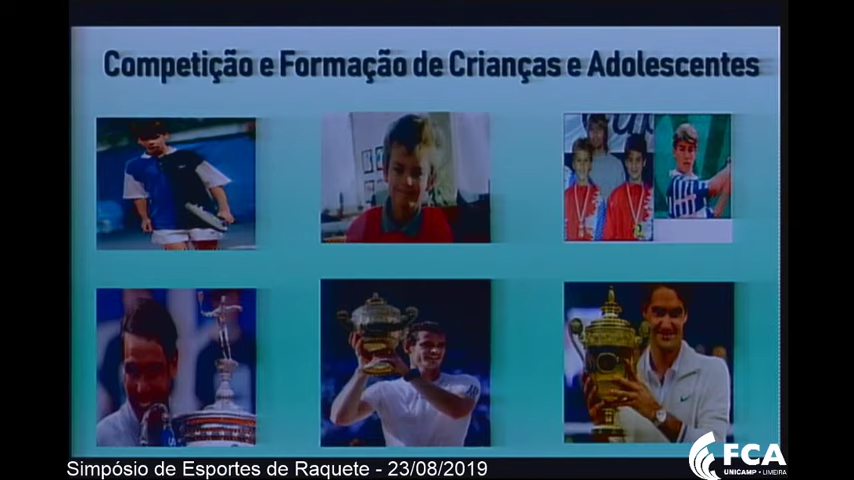 Competição e Formação de Crianças e Adolescentes
Simpósio de Esportes de Raquete - 23/08/2019
FCA
UNICAMP • LIMEIRA